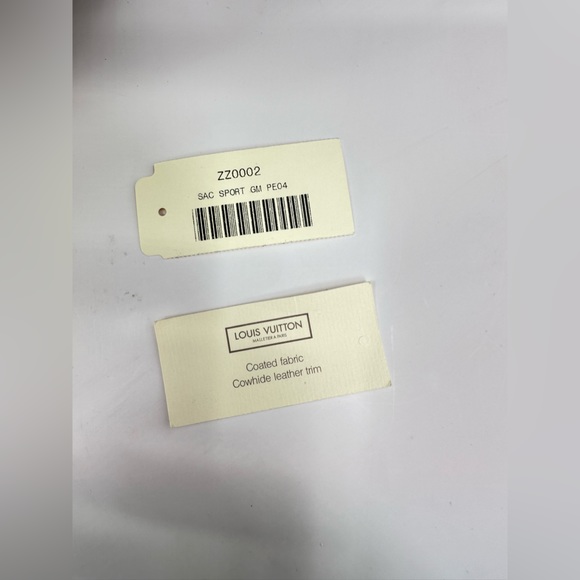 ZZ0002
SAC SPORT GM PE04
LOUIS VUITTON
MALLETIER A PARIS
Coated fabric
Cowhide leather trim